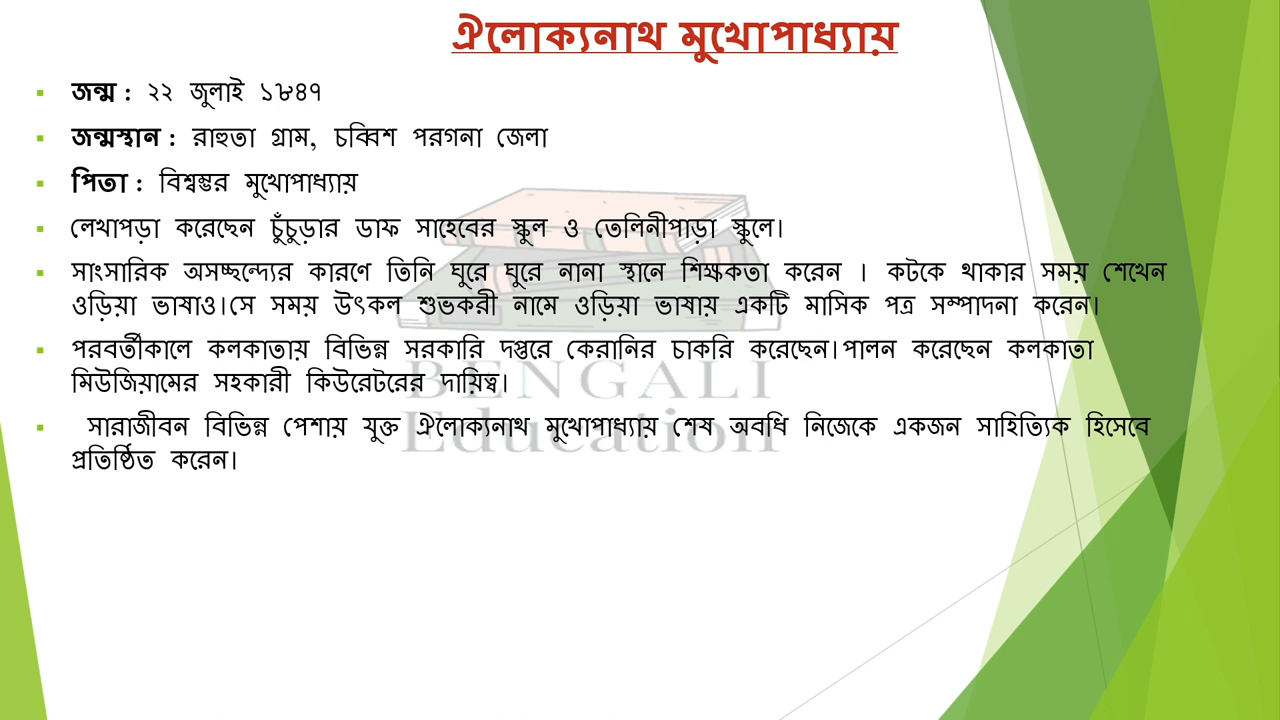 ঐলোক্যনাথ মুখোপাধ্যায়
▪ জন্ম : ২২ জুলাই ১৮৪৭
▪ জন্মস্থান : রাহুতা গ্রাম, চব্বিশ পরগনা জেলা
▪ পিতা : বিশ্বম্ভর মুখোপাধ্যায়
▪ লেখাপড়া করেছেন চুঁচুড়ার ডাফ সাহেবের স্কুল ও তেলিনীপাড়া স্কুলে।
▪ সাংসারিক অসচ্ছন্দ্যের কারণে তিনি ঘুরে ঘুরে নানা স্থানে শিক্ষকতা করেন । কটকে থাকার সময় শেখেন
ওড়িয়া ভাষাও।সে সময় উৎকল শুভকরী নামে ওড়িয়া ভাষায় একটি মাসিক পত্র সম্পাদনা করেন।
▪ পরবর্তীকালে কলকাতায় বিভিন্ন সরকারি দপ্তরে কেরানির চাকরি করেছেন।পালন করেছেন কলকাতা
মিউজিয়ামের সহকারী কিউরেটরের দায়িত্ব।
▪ সারাজীবন বিভিন্ন পেশায় যুক্ত ঐলোক্যনাথ মুখোপাধ্যায় শেষ অবধি নিজেকে একজন সাহিত্যিক হিসেবে
প্রতিষ্ঠিত করেন।
BENGALI
Education